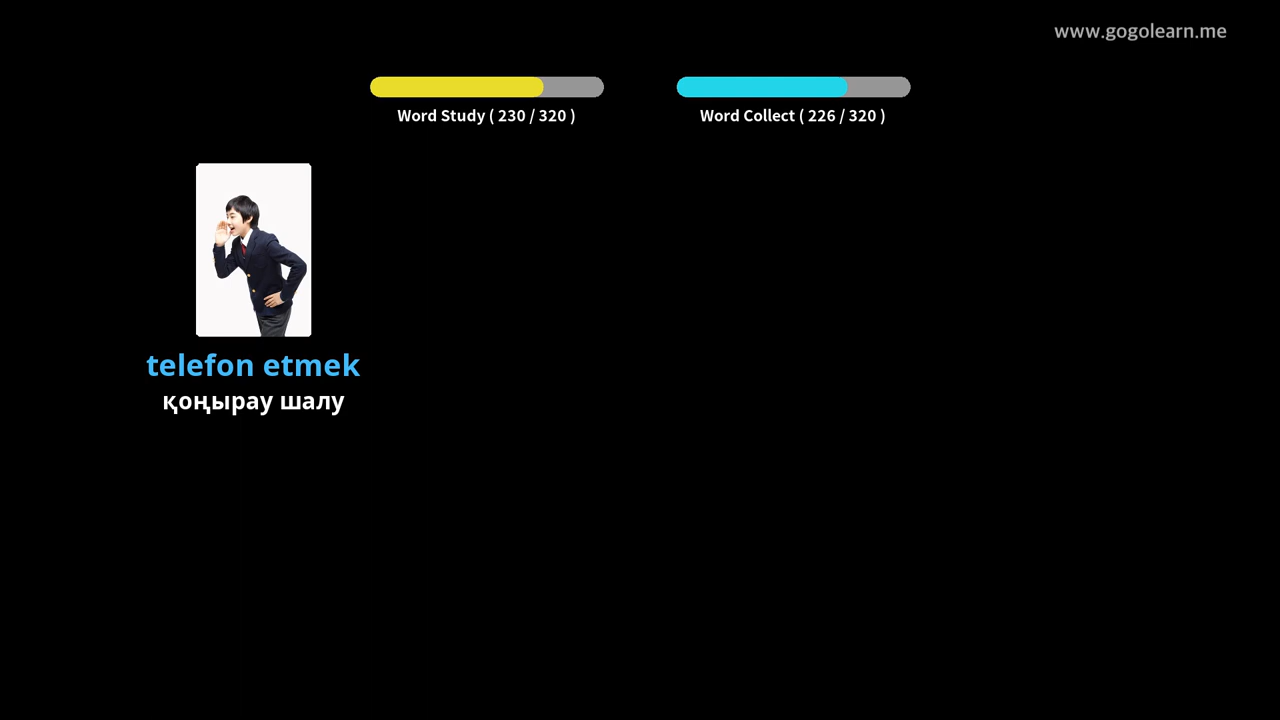 www.gogolearn.me
Word Study ( 230 / 320 )
Word Collect ( 226 / 320 )
telefon etmek
қоңырау шалу